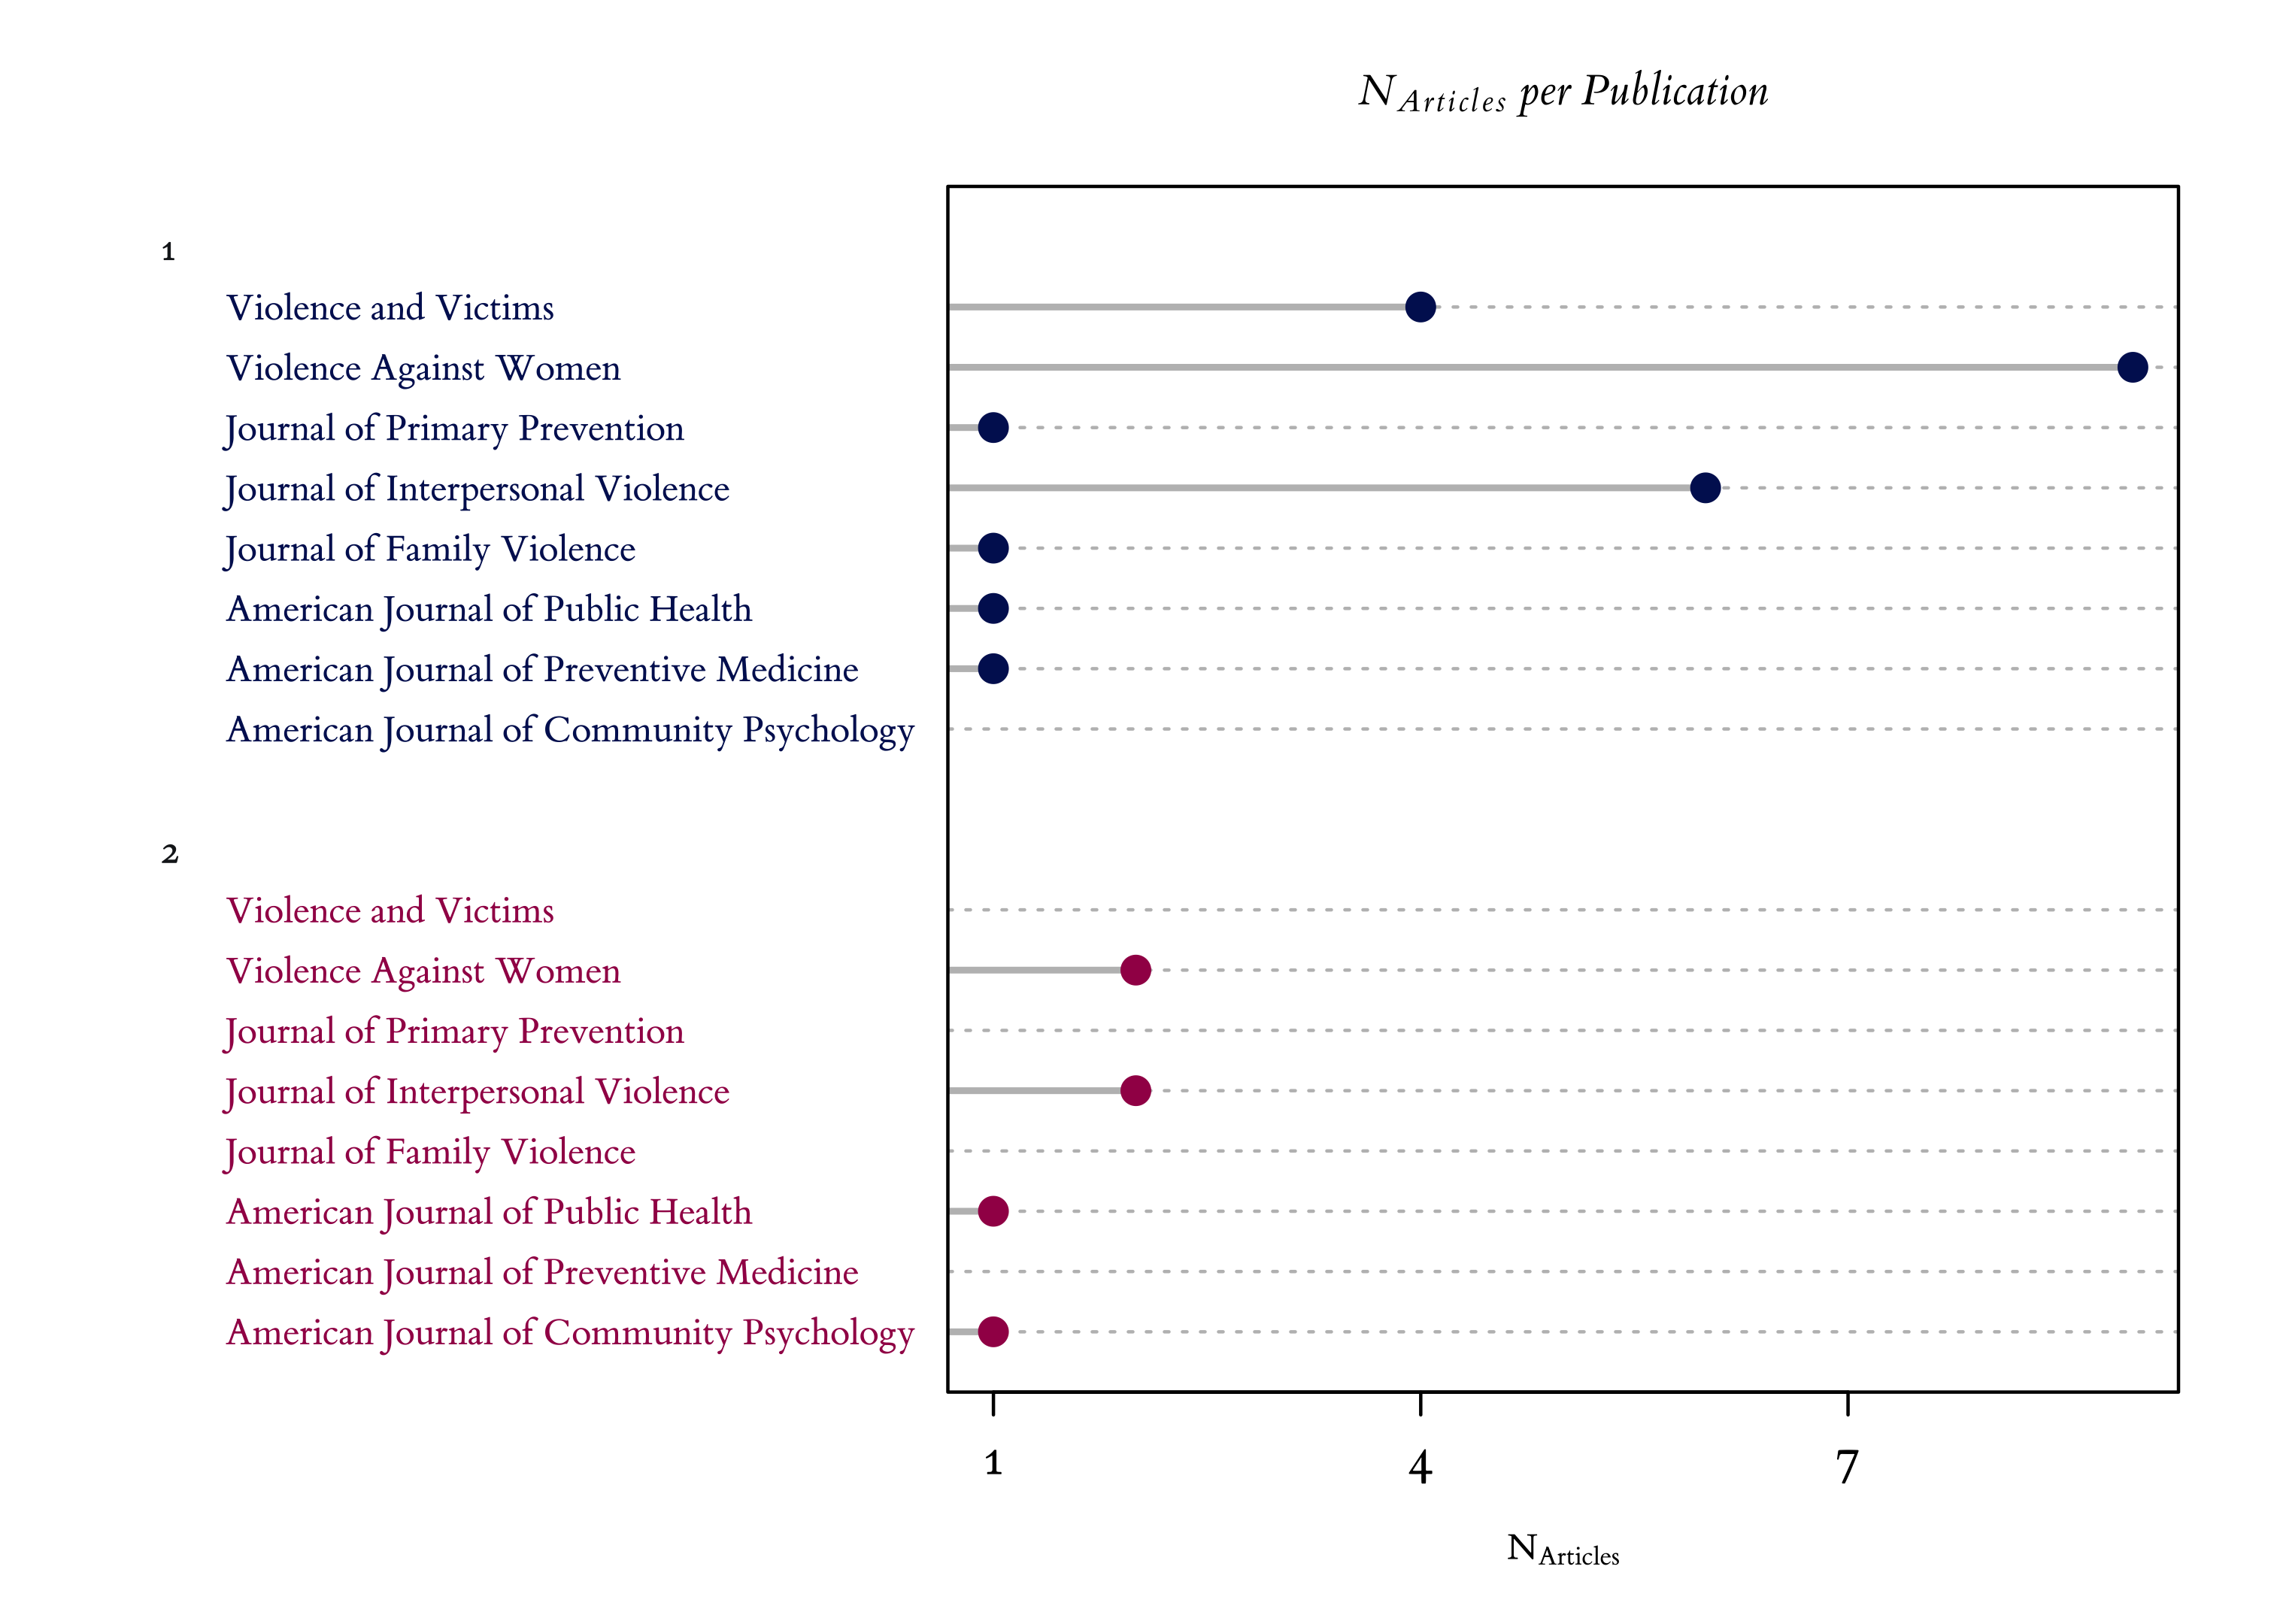 N Articles per Publication
1
Violence and Victims
Violence Against Women
Journal of Primary Prevention
Journal of Interpersonal Violence
Journal of Family Violence
American Journal of Public Health
American Journal of Preventive Medicine
American Journal of Community Psychology
2
Violence and Victims
Violence Against Women
Journal of Primary Prevention
Journal of Interpersonal Violence
Journal of Family Violence
American Journal of Public Health
American Journal of Preventive Medicine
American Journal of Community Psychology
1 4 7
N Articles